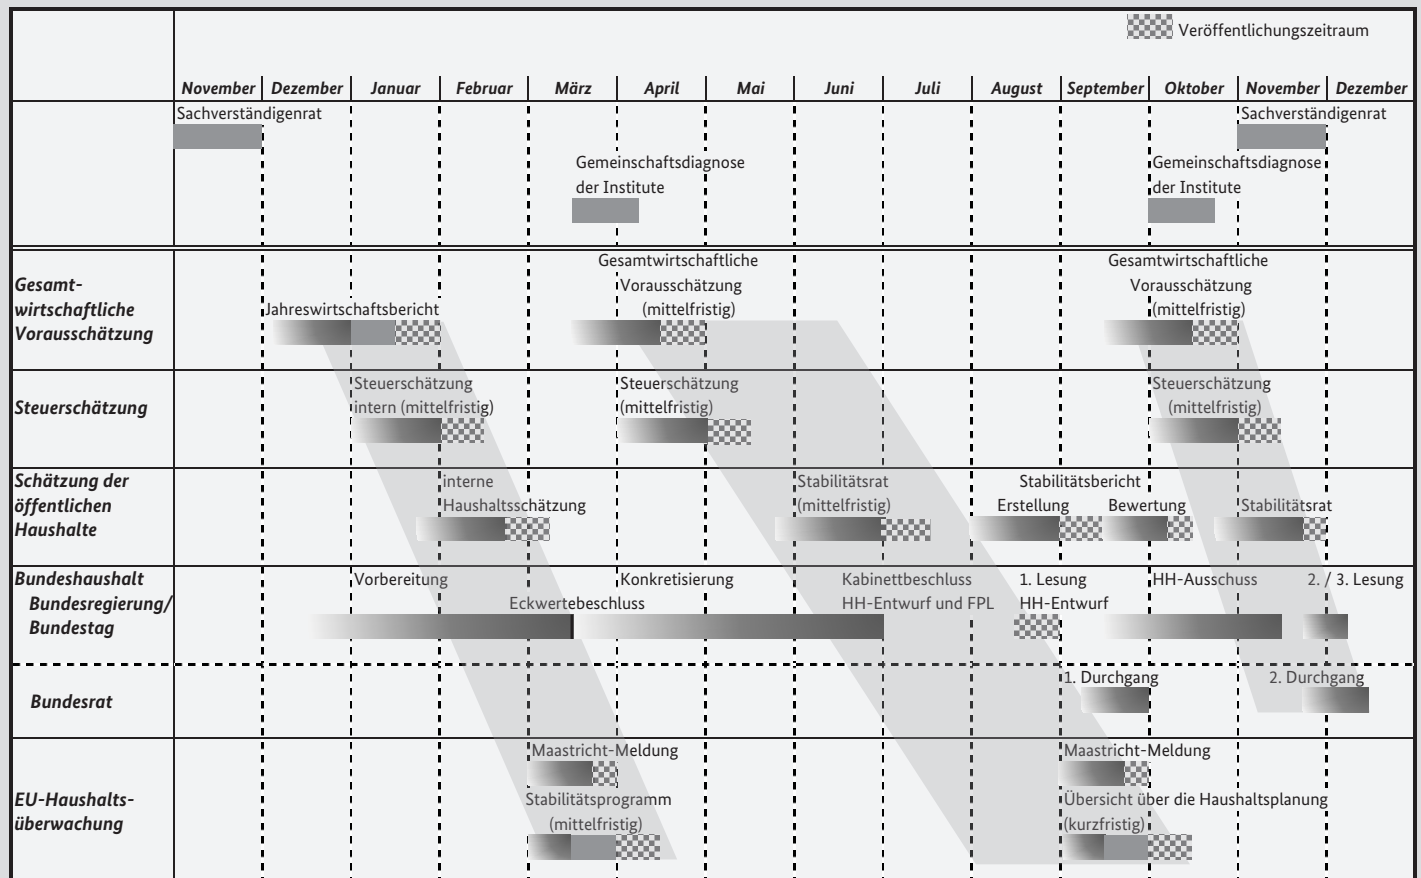 Veröffentlichungszeitraum
November Dezember Januar Februar März April Mai Juni Juli August September Oktober November Dezember
Sachverständigenrat
Sachverständigenrat
Gemeinschaftsdiagnose
der Institute
Gemeinschaftsdiagnose
der Institute
Gesamt-
wirtschaftliche
Vorausschätzung
Jahreswirtschaftsbericht
Gesamtwirtschaftliche
Vorausschätzung
(mittelfristig)
Gesamtwirtschaftliche
Vorausschätzung
(mittelfristig)
Steuerschätzung
Steuerschätzung
intern (mittelfristig)
Steuerschätzung
(mittelfristig)
Steuerschätzung
(mittelfristig)
Schätzung der
öffentlichen
Haushalte
interne
Haushaltsschätzung
Stabilitätsrat
(mittelfristig)
Stabilitätsbericht
Erstellung
Bewertung
Stabilitätsrat
Bundeshaushalt
Bundesregierung/
Bundestag
Vorbereitung
Eckwertebeschluss
Konkretisierung
Kabinettbeschluss
HH-Entwurf und FPL
1. Lesung
HH-Entwurf
HH-Ausschuss
2. / 3. Lesung
Bundesrat
1. Durchgang
2. Durchgang
EU-Haushalts-
überwachung
Maastricht-Meldung
Stabilitätsprogramm
(mittelfristig)
Maastricht-Meldung
Übersicht über die Haushaltsplanung
(kurzfristig)